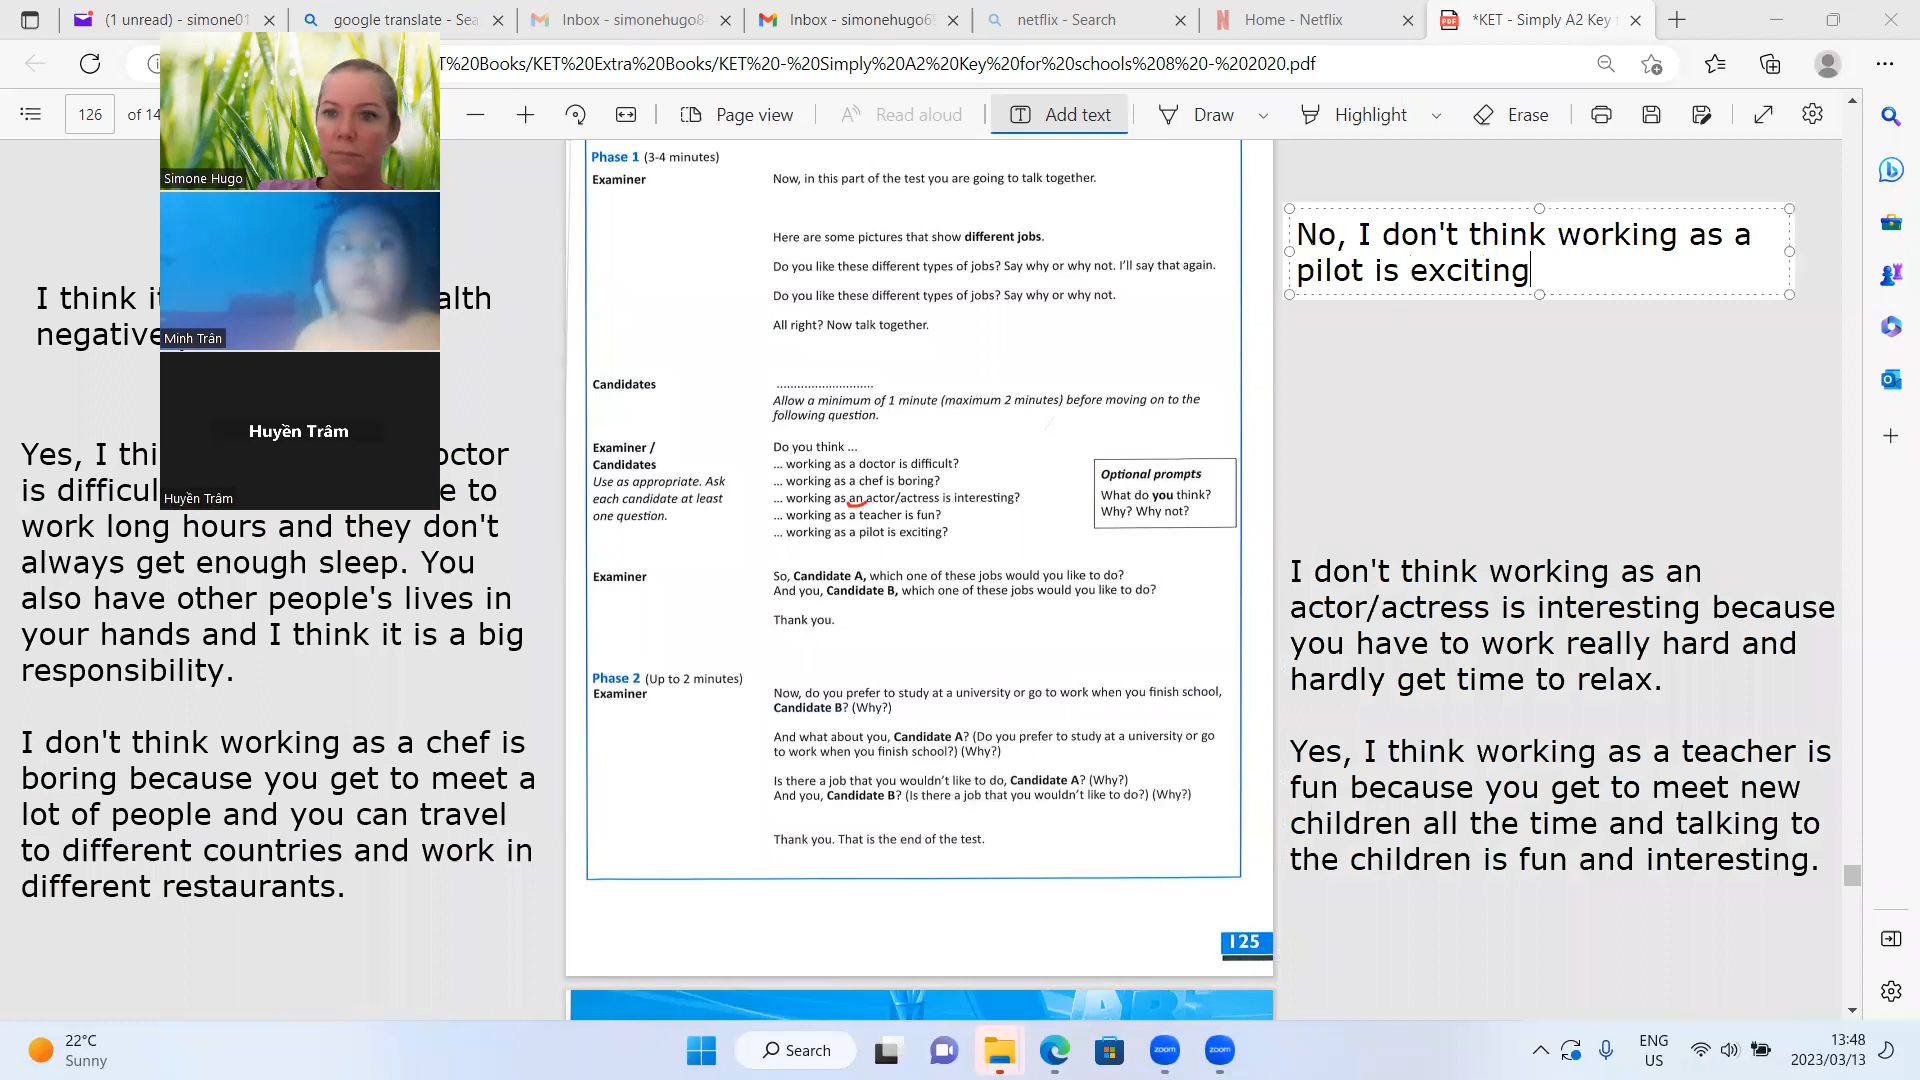 (1 unread) - simone01
google translate - Sea
Inbox - simonehugo84
Inbox - simonehugo69
netflix - Search
Home - Netflix
*KET - Simply A2 Key
T%20Books/KET%20Extra%20Books/KET%20-%20Simply%20A2%20Key%20for%20schools%208%20-%202020.pdf
126
of 14
Page view
Read aloud
Add text
Draw
Highlight
Erase
Simone Hugo
Minh Trân
Huyền Trâm
Huyền Trâm
I think it
alth
negative
Yes, I thi
octor
is difficul
e to
work long hours and they don't
always get enough sleep. You
also have other people's lives in
your hands and I think it is a big
responsibility.
I don't think working as a chef is
boring because you get to meet a
lot of people and you can travel
to different countries and work in
different restaurants.
Phase 1 (3-4 minutes)
Examiner
Now, in this part of the test you are going to talk together.
Here are some pictures that show different jobs.
Do you like these different types of jobs? Say why or why not. I'll say that again.
Do you like these different types of jobs? Say why or why not.
All right? Now talk together.
Candidates
............................
Allow a minimum of 1 minute (maximum 2 minutes) before moving on to the
following question.
Examiner /
Candidates
Use as appropriate. Ask
each candidate at least
one question.
Do you think ...
... working as a doctor is difficult?
... working as a chef is boring?
... working as an actor/actress is interesting?
... working as a teacher is fun?
... working as a pilot is exciting?
Optional prompts
What do you think?
Why? Why not?
Examiner
So, Candidate A, which one of these jobs would you like to do?
And you, Candidate B, which one of these jobs would you like to do?
Thank you.
Phase 2 (Up to 2 minutes)
Examiner
Now, do you prefer to study at a university or go to work when you finish school,
Candidate B? (Why?)
And what about you, Candidate A? (Do you prefer to study at a university or go
to work when you finish school?) (Why?)
Is there a job that you wouldn't like to do, Candidate A? (Why?)
And you, Candidate B? (Is there a job that you wouldn't like to do?) (Why?)
Thank you. That is the end of the test.
125
No, I don't think working as a
pilot is exciting
I don't think working as an
actor/actress is interesting because
you have to work really hard and
hardly get time to relax.
Yes, I think working as a teacher is
fun because you get to meet new
children all the time and talking to
the children is fun and interesting.
22°C
Sunny
Search
zoom
zoom
ENG
US
13:48
2023/03/13